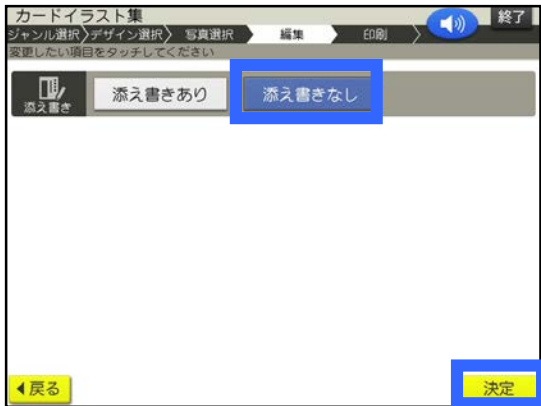 カードイラスト集
終了
ジャンル選択〉デザイン選択〉 写真選択 編集 印刷 〉
変更したい項目をタッチしてください
添え書き 添え書きあり 添え書きなし
◀戻る 決定